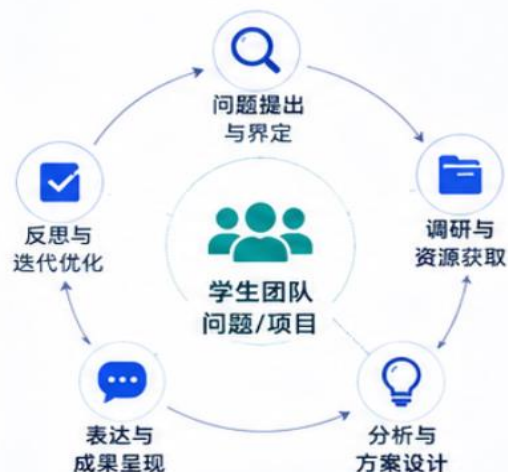 问题提出
与界定
调研与
资源获取
分析与
方案设计
表达与
成果呈现
反思与
迭代优化
学生团队
问题/项目